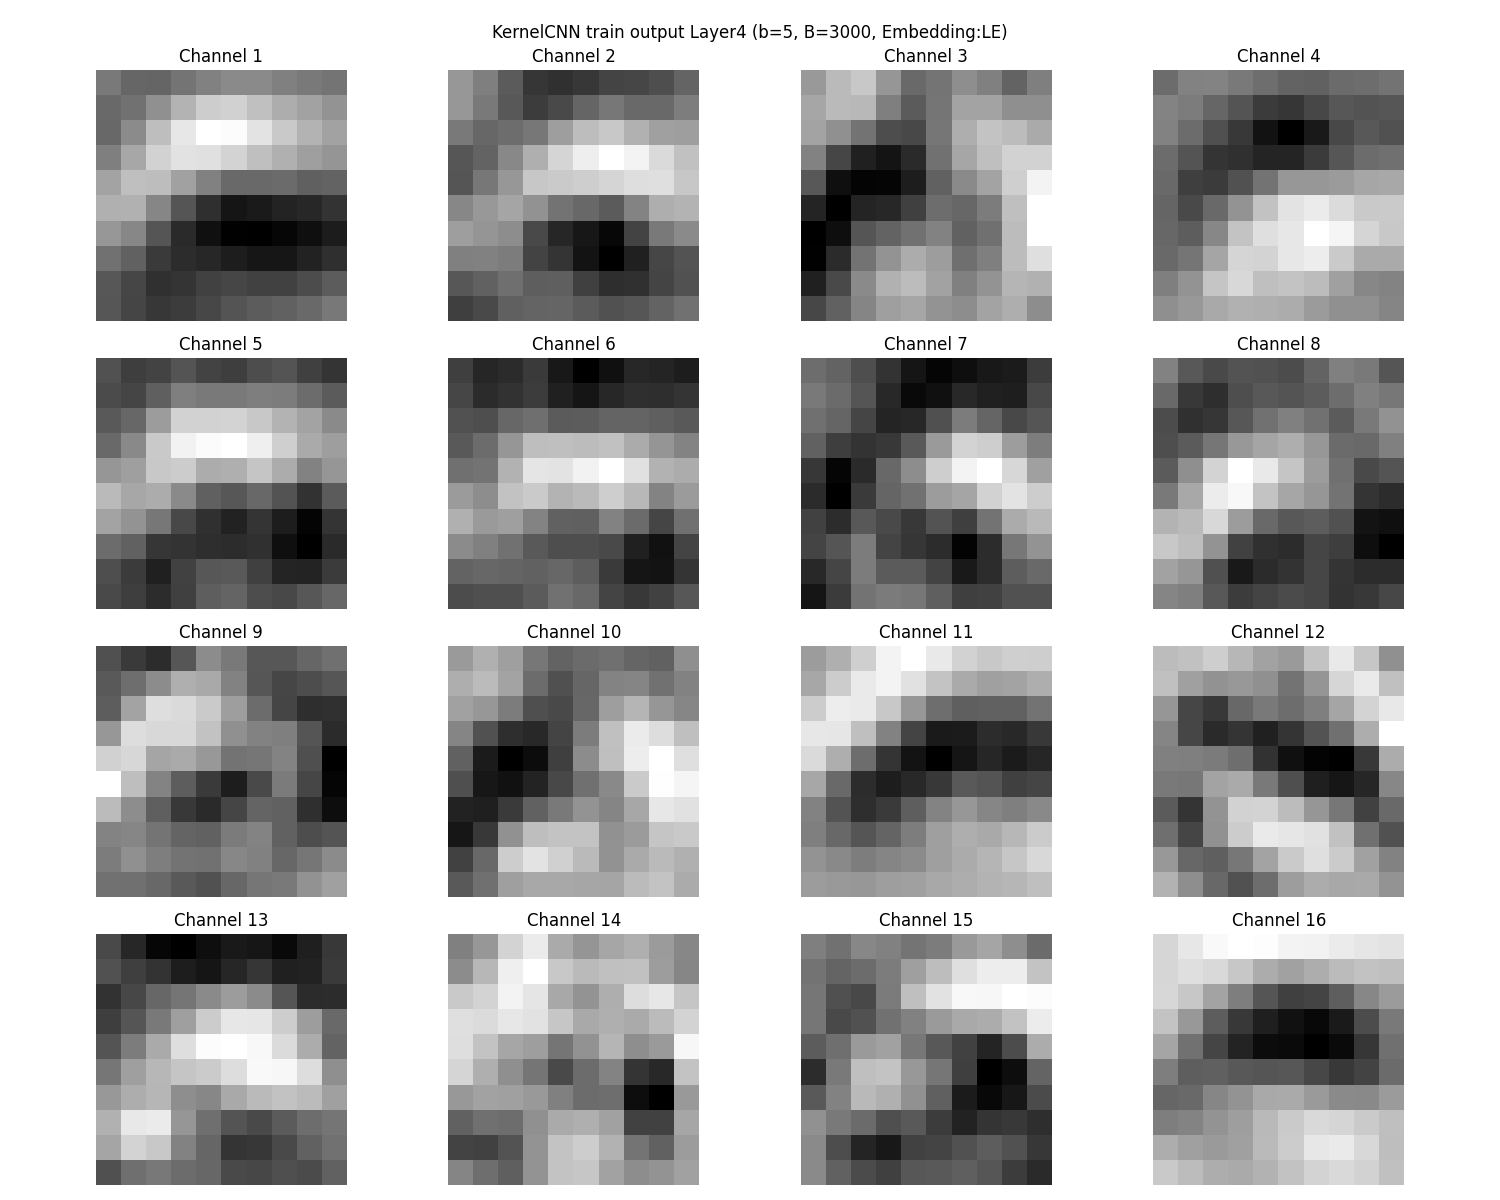 KernelCNN train output Layer4 (b=5, B=3000, Embedding:LE)
Channel 1 Channel 2 Channel 3 Channel 4
Channel 5 Channel 6 Channel 7 Channel 8
Channel 9 Channel 10 Channel 11 Channel 12
Channel 13 Channel 14 Channel 15 Channel 16